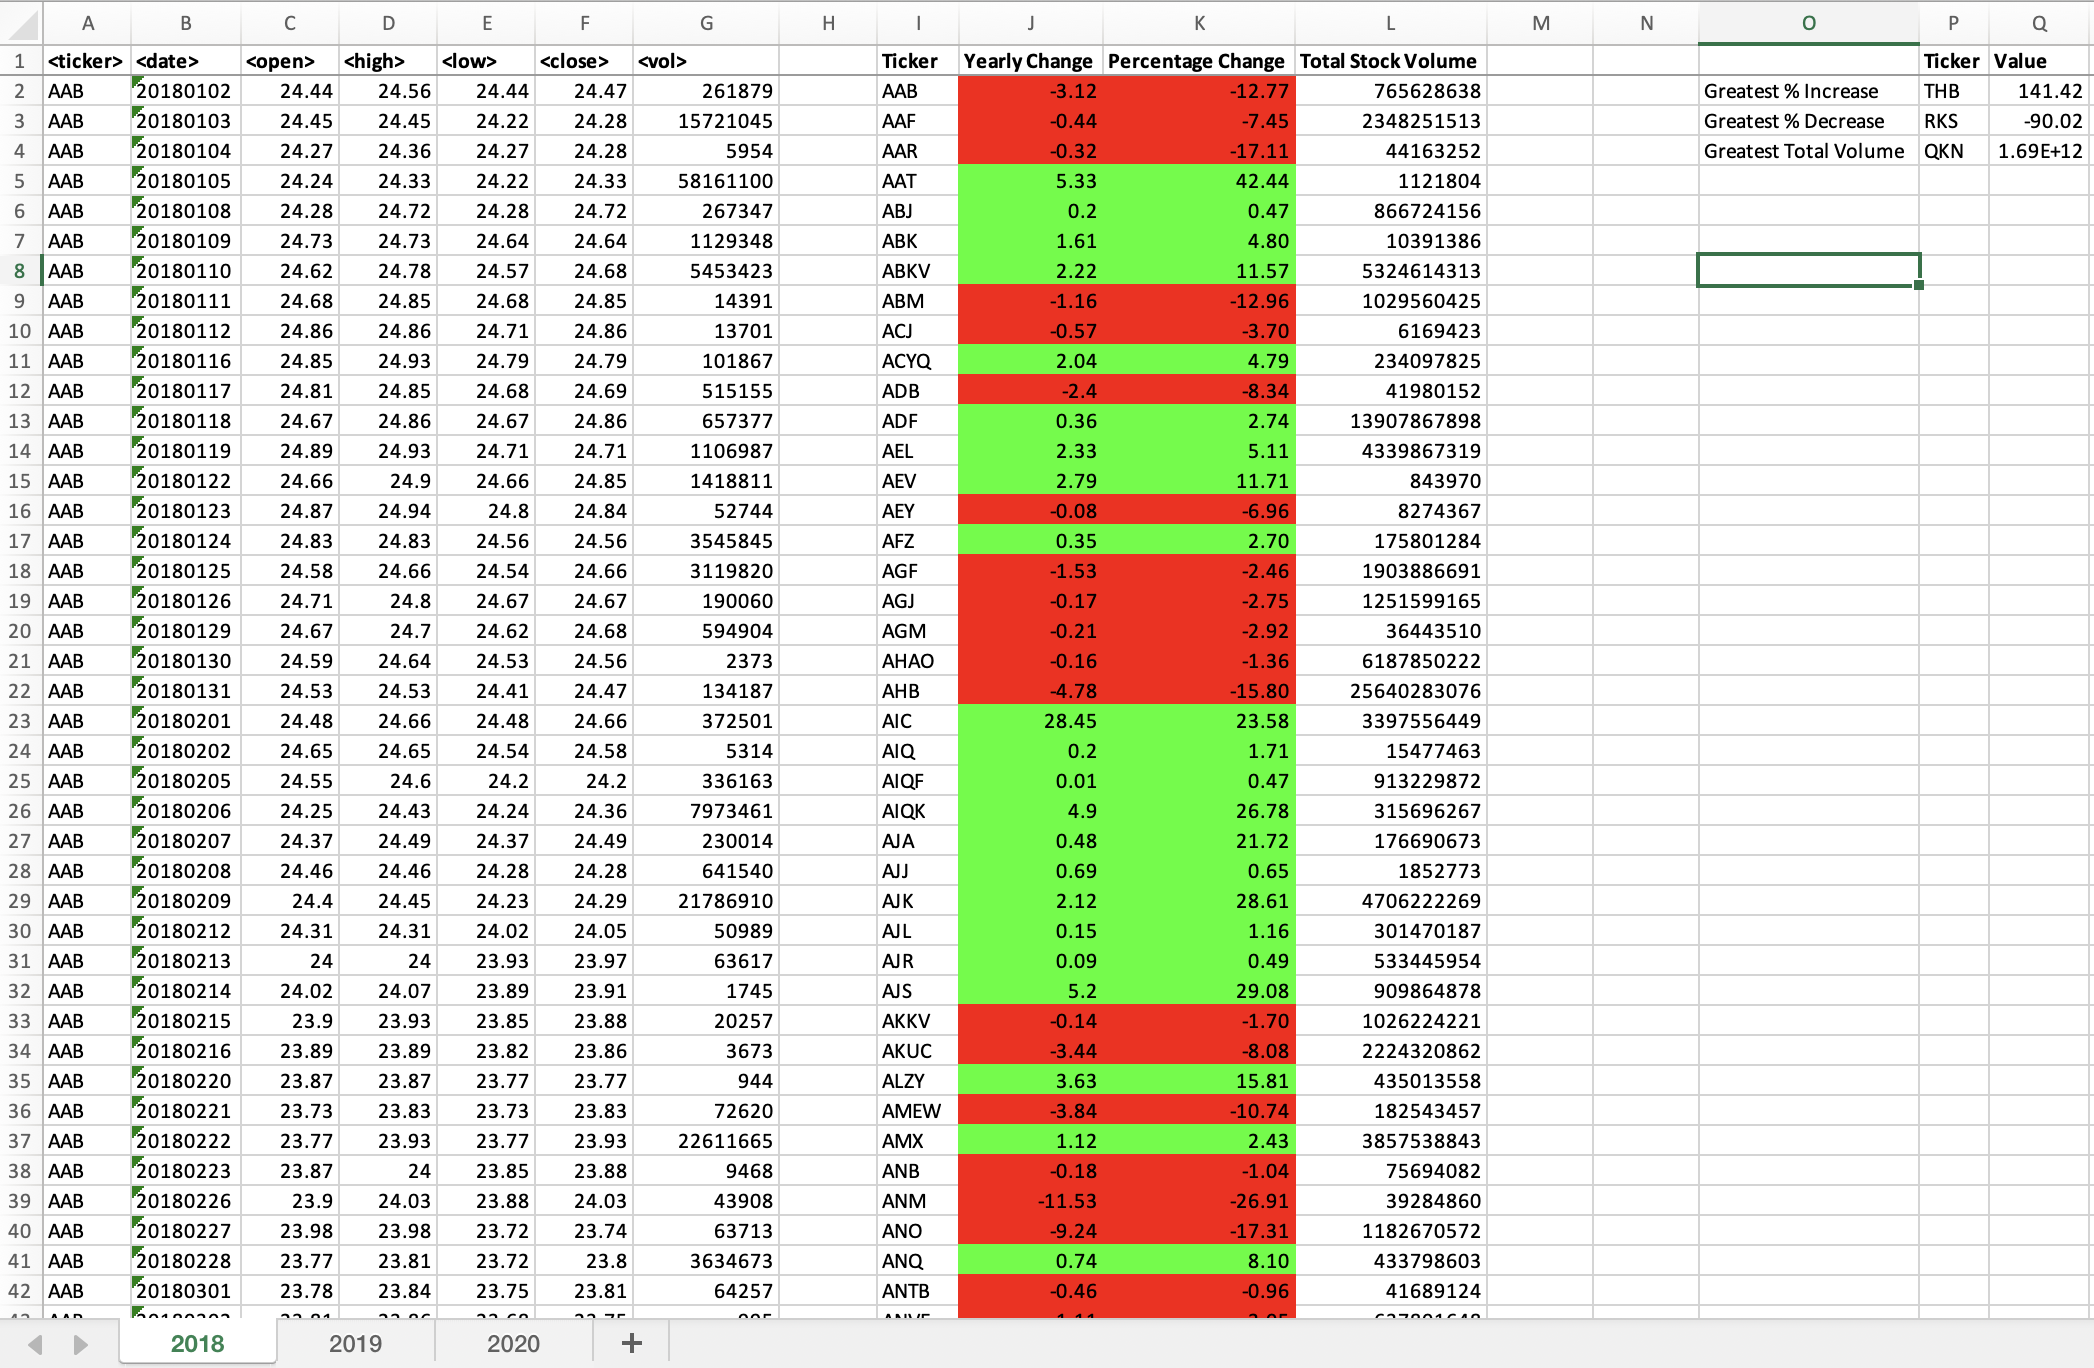 A B C D E F G H I J K L M N O P Q
1 <ticker> <date> <open> <high> <low> <close> <vol> Ticker Yearly Change Percentage Change Total Stock Volume Ticker Value
2 AAB 20180102 24.44 24.56 24.44 24.47 261879 AAB -3.12 -12.77 765628638 Greatest % Increase THB 141.42
3 AAB 20180103 24.45 24.45 24.22 24.28 15721045 AAF -0.44 -7.45 2348251513 Greatest % Decrease RKS -90.02
4 AAB 20180104 24.27 24.36 24.27 24.28 5954 AAR -0.32 -17.11 44163252 Greatest Total Volume QKN 1.69E+12
5 AAB 20180105 24.24 24.33 24.22 24.33 58161100 AAT 5.33 42.44 1121804
6 AAB 20180108 24.28 24.72 24.28 24.72 267347 ABJ 0.2 0.47 866724156
7 AAB 20180109 24.73 24.73 24.64 24.64 1129348 ABK 1.61 4.80 10391386
8 AAB 20180110 24.62 24.78 24.57 24.68 5453423 ABKV 2.22 11.57 5324614313
9 AAB 20180111 24.68 24.85 24.68 24.85 14391 ABM -1.16 -12.96 1029560425
10 AAB 20180112 24.86 24.86 24.71 24.86 13701 ACJ -0.57 -3.70 6169423
11 AAB 20180116 24.85 24.93 24.79 24.79 101867 ACYQ 2.04 4.79 234097825
12 AAB 20180117 24.81 24.85 24.68 24.69 515155 ADB -2.4 -8.34 41980152
13 AAB 20180118 24.67 24.86 24.67 24.86 657377 ADF 0.36 2.74 13907867898
14 AAB 20180119 24.89 24.93 24.71 24.71 1106987 AEL 2.33 5.11 4339867319
15 AAB 20180122 24.66 24.9 24.66 24.85 1418811 AEV 2.79 11.71 843970
16 AAB 20180123 24.87 24.94 24.8 24.84 52744 AEY -0.08 -6.96 8274367
17 AAB 20180124 24.83 24.83 24.56 24.56 3545845 AFZ 0.35 2.70 175801284
18 AAB 20180125 24.58 24.66 24.54 24.66 3119820 AGF -1.53 -2.46 1903886691
19 AAB 20180126 24.71 24.8 24.67 24.67 190060 AGJ -0.17 -2.75 1251599165
20 AAB 20180129 24.67 24.7 24.62 24.68 594904 AGM -0.21 -2.92 36443510
21 AAB 20180130 24.59 24.64 24.53 24.56 2373 AHAO -0.16 -1.36 6187850222
22 AAB 20180131 24.53 24.53 24.41 24.47 134187 AHB -4.78 -15.80 25640283076
23 AAB 20180201 24.48 24.66 24.48 24.66 372501 AIC 28.45 23.58 3397556449
24 AAB 20180202 24.65 24.65 24.54 24.58 5314 AIQ 0.2 1.71 15477463
25 AAB 20180205 24.55 24.6 24.2 24.2 336163 AIQF 0.01 0.47 913229872
26 AAB 20180206 24.25 24.43 24.24 24.36 7973461 AIQK 4.9 26.78 315696267
27 AAB 20180207 24.37 24.49 24.37 24.49 230014 AJA 0.48 21.72 176690673
28 AAB 20180208 24.46 24.46 24.28 24.28 641540 AJJ 0.69 0.65 1852773
29 AAB 20180209 24.4 24.45 24.23 24.29 21786910 AJK 2.12 28.61 4706222269
30 AAB 20180212 24.31 24.31 24.02 24.05 50989 AJL 0.15 1.16 301470187
31 AAB 20180213 24 24 23.93 23.97 63617 AJR 0.09 0.49 533445954
32 AAB 20180214 24.02 24.07 23.89 23.91 1745 AJS 5.2 29.08 909864878
33 AAB 20180215 23.9 23.93 23.85 23.88 20257 AKKV -0.14 -1.70 1026224221
34 AAB 20180216 23.89 23.89 23.82 23.86 3673 AKUC -3.44 -8.08 2224320862
35 AAB 20180220 23.87 23.87 23.77 23.77 944 ALZY 3.63 15.81 435013558
36 AAB 20180221 23.73 23.83 23.73 23.83 72620 AMEW -3.84 -10.74 182543457
37 AAB 20180222 23.77 23.93 23.77 23.93 22611665 AMX 1.12 2.43 3857538843
38 AAB 20180223 23.87 24 23.85 23.88 9468 ANB -0.18 -1.04 75694082
39 AAB 20180226 23.9 24.03 23.88 24.03 43908 ANM -11.53 -26.91 39284860
40 AAB 20180227 23.98 23.98 23.72 23.74 63713 ANO -9.24 -17.31 1182670572
41 AAB 20180228 23.77 23.81 23.72 23.8 3634673 ANQ 0.74 8.10 433798603
42 AAB 20180301 23.78 23.84 23.75 23.81 64257 ANTB -0.46 -0.96 41689124
2018 2019 2020 +